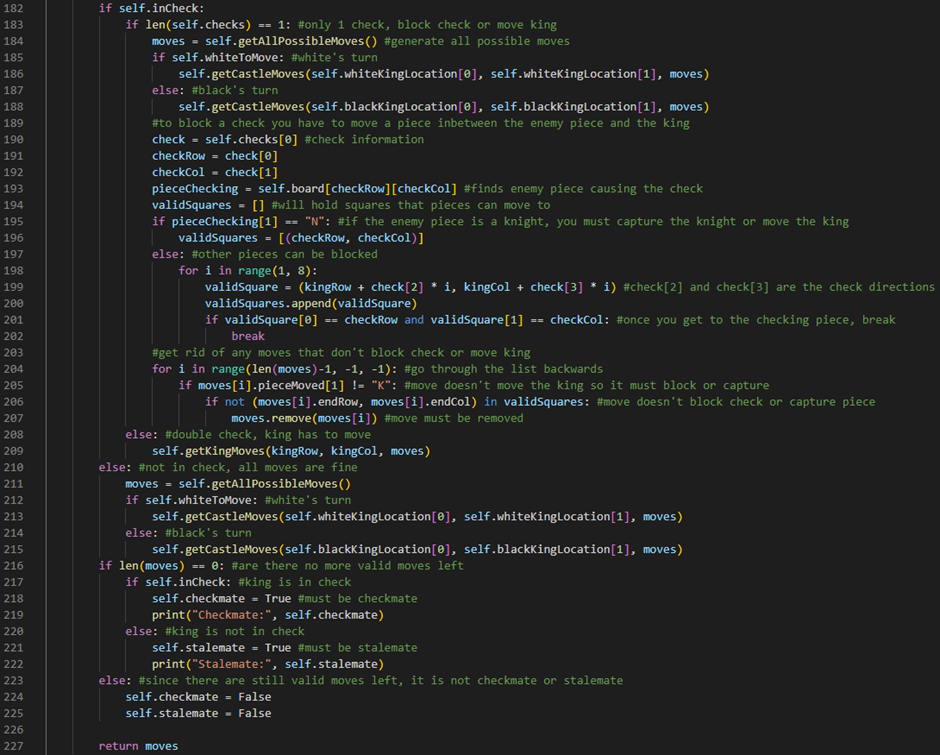 182 if self.inCheck:
183 if len(self.checks) == 1: #only 1 check, block check or move king
184 moves = self.getAllPossibleMoves() #generate all possible moves
185 if self.whiteToMove: #white's turn
186 self.getCastleMoves(self.whiteKingLocation[0], self.whiteKingLocation[1], moves)
187 else: #black's turn
188 self.getCastleMoves(self.blackKingLocation[0], self.blackKingLocation[1], moves)
189 #to block a check you have to move a piece inbetween the enemy piece and the king
190 check = self.checks[0] #check information
191 checkRow = check[0]
192 checkCol = check[1]
193 pieceChecking = self.board[checkRow][checkCol] #finds enemy piece causing the check
194 validSquares = [] #will hold squares that pieces can move to
195 if pieceChecking[1] == "N": #if the enemy piece is a knight, you must capture the knight or move the king
196 validSquares = [(checkRow, checkCol)]
197 else: #other pieces can be blocked
198 for i in range(1, 8):
199 validSquare = (kingRow + check[2] * i, kingCol + check[3] * i) #check[2] and check[3] are the check directions
200 validSquares.append(validSquare)
201 if validSquare[0] == checkRow and validSquare[1] == checkCol: #once you get to the checking piece, break
202 break
203 #get rid of any moves that don't block check or move king
204 for i in range(len(moves)-1, -1, -1): #go through the list backwards
205 if moves[i].pieceMoved[1] != "K": #move doesn't move the king so it must block or capture
206 if not (moves[i].endRow, moves[i].endCol) in validSquares: #move doesn't block check or capture piece
207 moves.remove(moves[i]) #move must be removed
208 else: #double check, king has to move
209 self.getKingMoves(kingRow, kingCol, moves)
210 else: #not in check, all moves are fine
211 moves = self.getAllPossibleMoves()
212 if self.whiteToMove: #white's turn
213 self.getCastleMoves(self.whiteKingLocation[0], self.whiteKingLocation[1], moves)
214 else: #black's turn
215 self.getCastleMoves(self.blackKingLocation[0], self.blackKingLocation[1], moves)
216 if len(moves) == 0: #are there no more valid moves left
217 if self.inCheck: #king is in check
218 self.checkmate = True #must be checkmate
219 print("Checkmate:", self.checkmate)
220 else: #king is not in check
221 self.stalemate = True #must be stalemate
222 print("Stalemate:", self.stalemate)
223 else: #since there are still valid moves left, it is not checkmate or stalemate
224 self.checkmate = False
225 self.stalemate = False
226
227 return moves